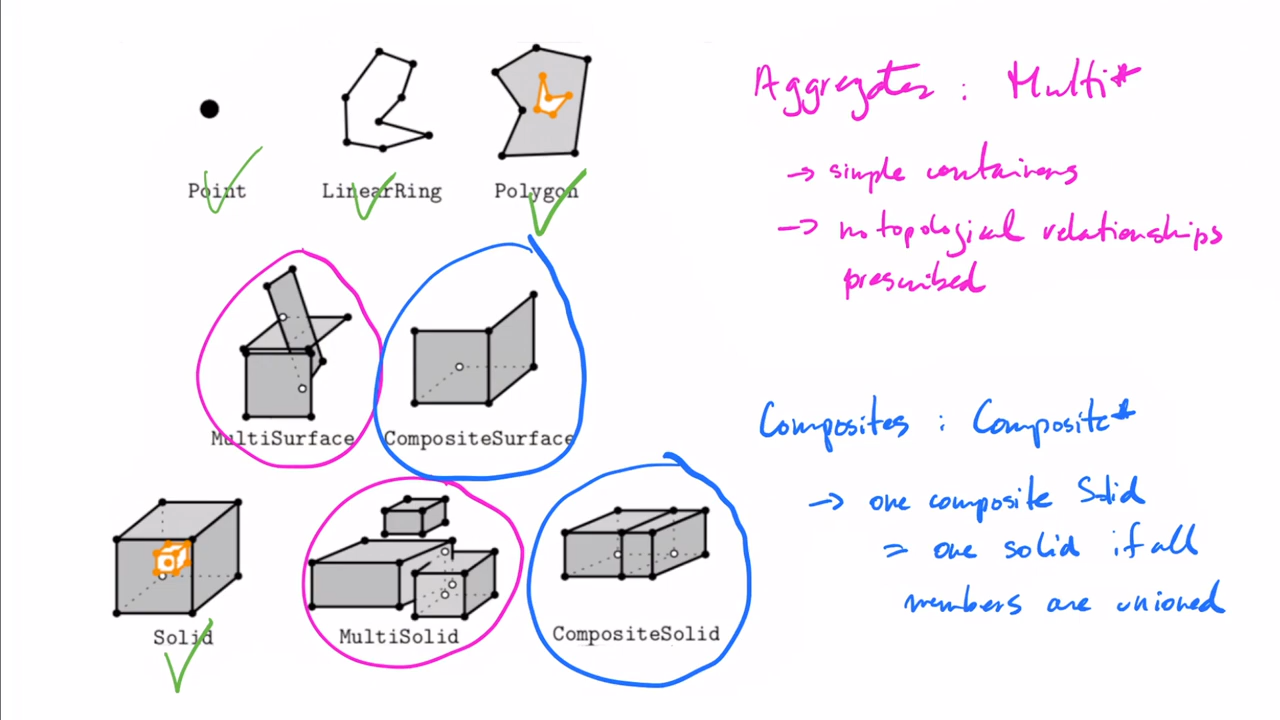 Point
LinearRing
Polygon
MultiSurface
CompositeSurface
Solid
MultiSolid
CompositeSolid
Aggregates : Multi*
→ simple containers
→ no topological relationships
prescribed
Composites : Composite*
→ one composite Solid
= one solid if all
members are unioned